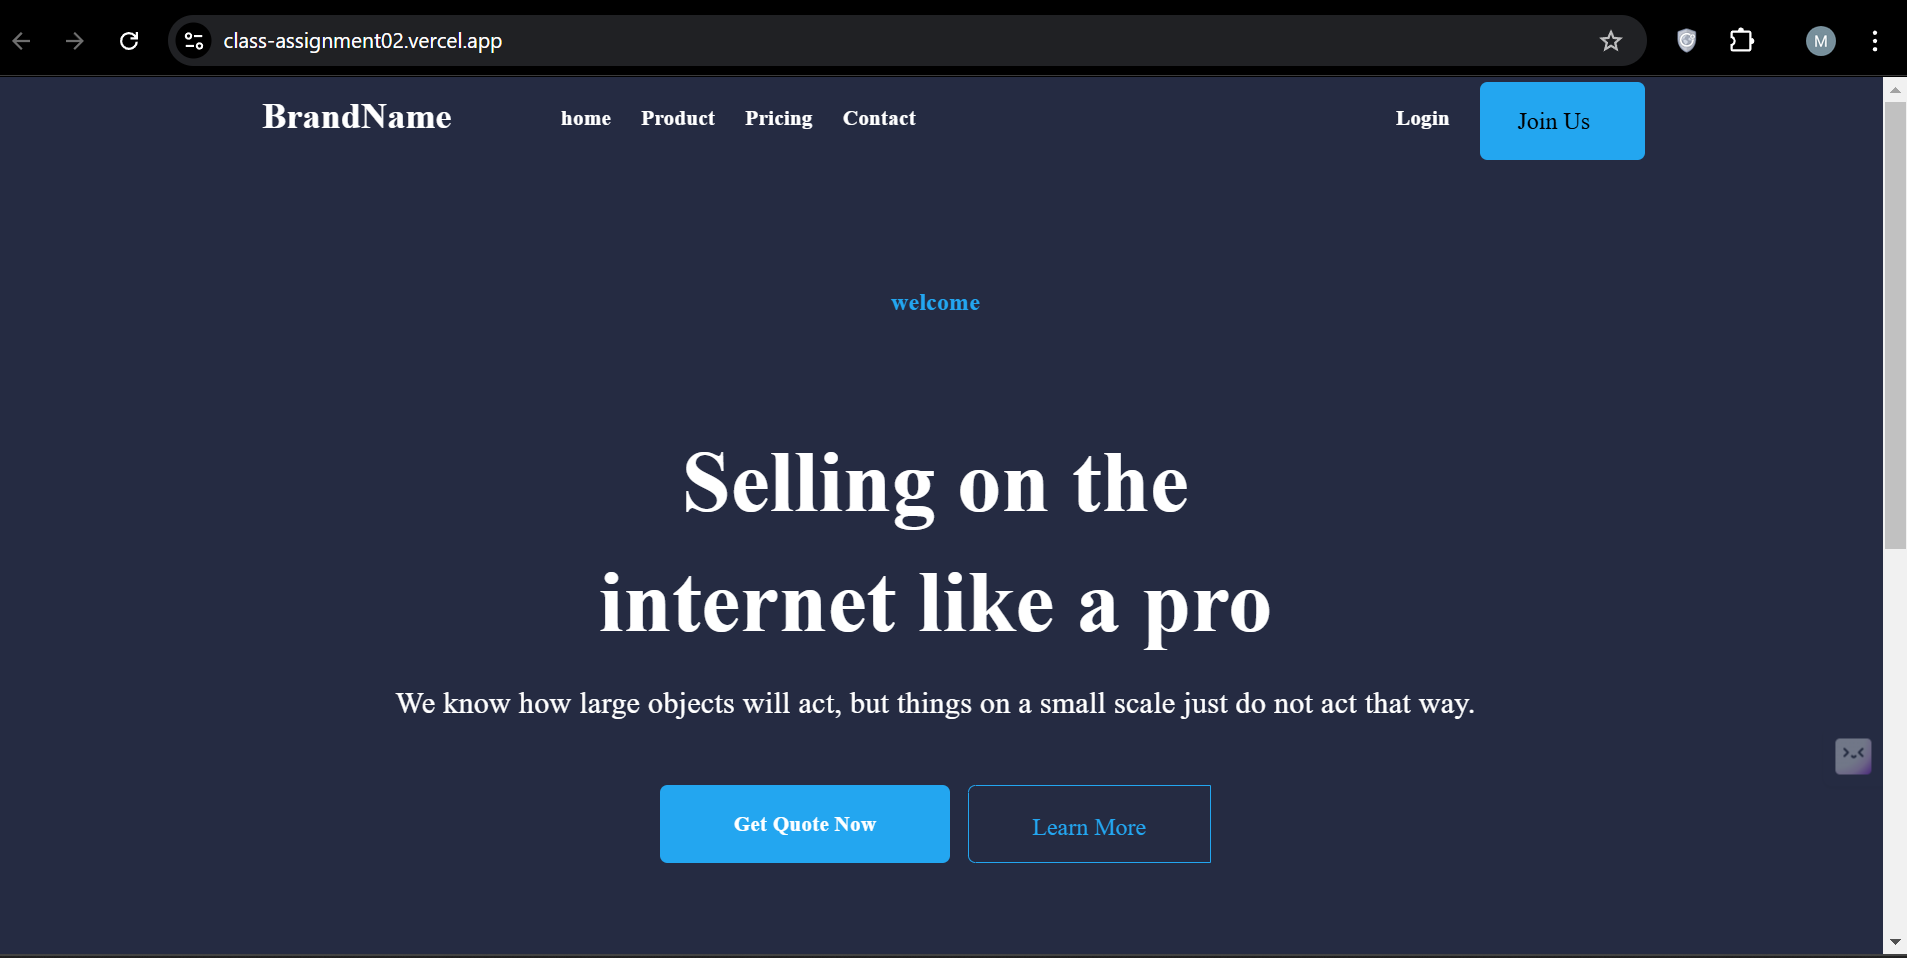 class-assignment02.vercel.app
M
BrandName
home Product Pricing Contact
Login Join Us
welcome
Selling on the
internet like a pro
We know how large objects will act, but things on a small scale just do not act that way.
Get Quote Now Learn More